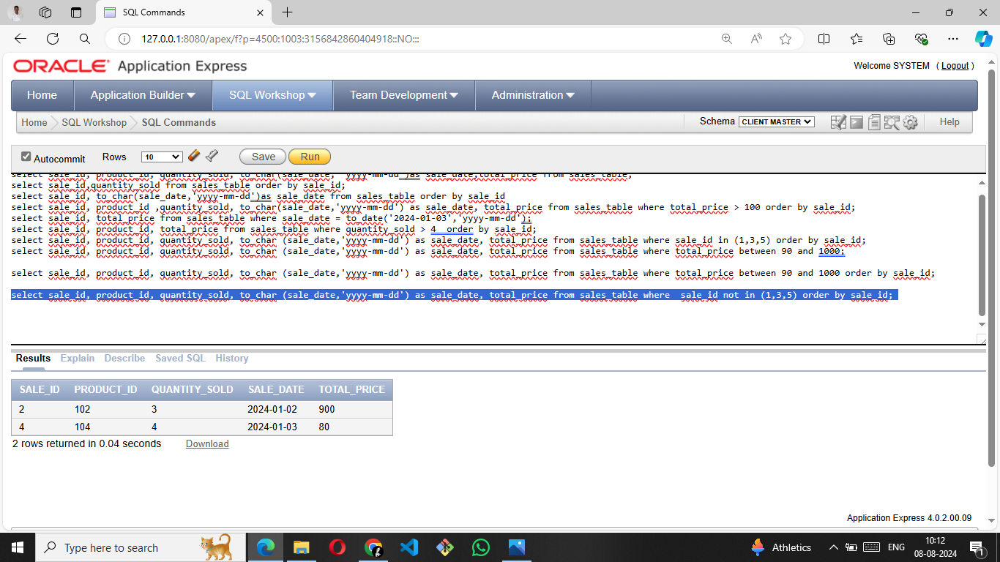 SQL Commands
127.0.0.1:8080/apex/f?p=4500:1003:3156842860404918::NO:::
ORACLE Application Express
Welcome SYSTEM ( Logout )
Home Application Builder SQL Workshop Team Development Administration
Home SQL Workshop SQL Commands Schema CLIENT MASTER Help
Autocommit Rows 10 Save Run
select sale_id, product_id, quantity_sold, to_char(sale_date, 'yyyy-mm-dd')as sale_date,total_price from sales_table;
select sale_id,quantity_sold from sales_table order by sale_id;
select sale_id, to_char(sale_date,'yyyy-mm-dd')as sale_date from sales_table order by sale_id
select sale_id, product_id ,quantity_sold, to_char(sale_date,'yyyy-mm-dd') as sale_date, total_price from sales_table where total_price > 100 order by sale_id;
select sale_id, total_price from sales_table where sale_date = to_date('2024-01-03','yyyy-mm-dd');
select sale_id, product_id, total_price from sales_table where quantity_sold > 4  order by sale_id;
select sale_id, product_id, quantity_sold, to_char (sale_date,'yyyy-mm-dd') as sale_date, total_price from sales_table where sale_id in (1,3,5) order by sale_id;
select sale_id, product_id, quantity_sold, to_char (sale_date,'yyyy-mm-dd') as sale_date, total_price from sales_table where total_price between 90 and 1000;
select sale_id, product_id, quantity_sold, to_char (sale_date,'yyyy-mm-dd') as sale_date, total_price from sales_table where total_price between 90 and 1000 order by sale_id;
select sale_id, product_id, quantity_sold, to_char (sale_date,'yyyy-mm-dd') as sale_date, total_price from sales_table where  sale_id not in (1,3,5) order by sale_id;
Results Explain Describe Saved SQL History
SALE_ID PRODUCT_ID QUANTITY_SOLD SALE_DATE TOTAL_PRICE
2 102 3 2024-01-02 900
4 104 4 2024-01-03 80
2 rows returned in 0.04 seconds Download
Application Express 4.0.2.00.09
Type here to search
Athletics
ENG
10:12
08-08-2024
1